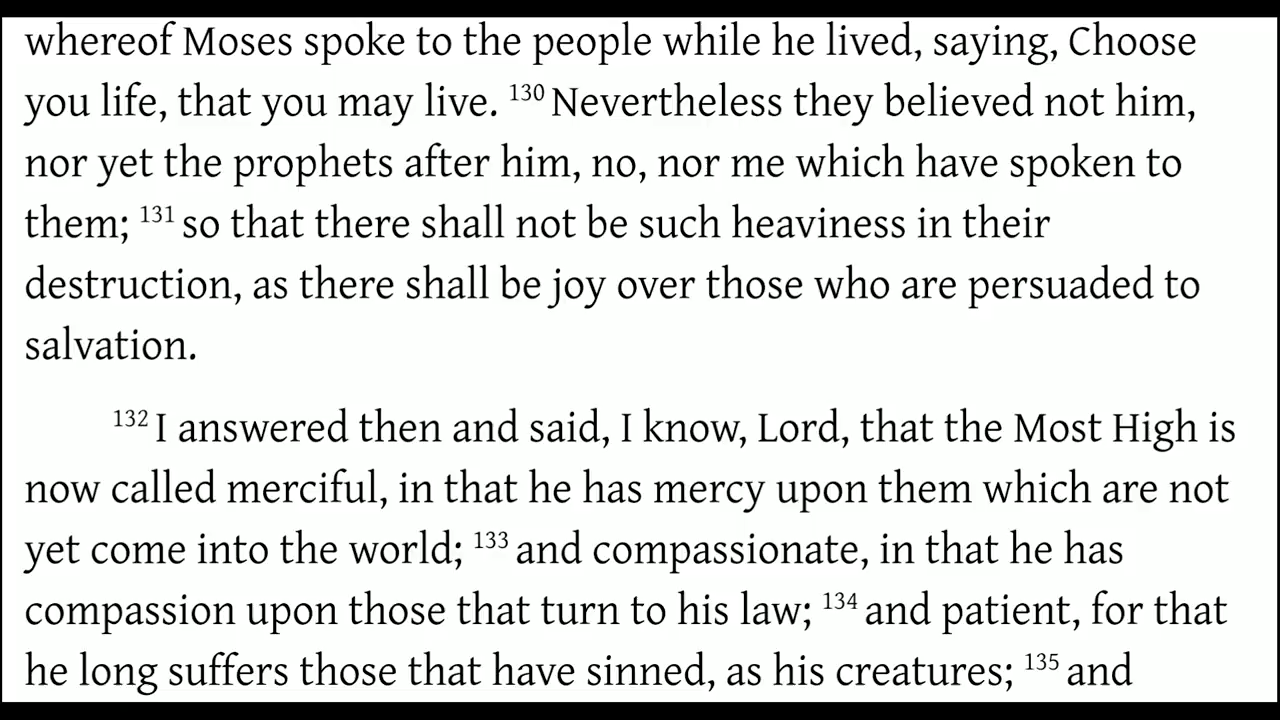 whereof Moses spoke to the people while he lived, saying, Choose
you life, that you may live. 130 Nevertheless they believed not him,
nor yet the prophets after him, no, nor me which have spoken to
them; 131 so that there shall not be such heaviness in their
destruction, as there shall be joy over those who are persuaded to
salvation.
132 I answered then and said, I know, Lord, that the Most High is
now called merciful, in that he has mercy upon them which are not
yet come into the world; 133 and compassionate, in that he has
compassion upon those that turn to his law; 134 and patient, for that
he long suffers those that have sinned, as his creatures; 135 and